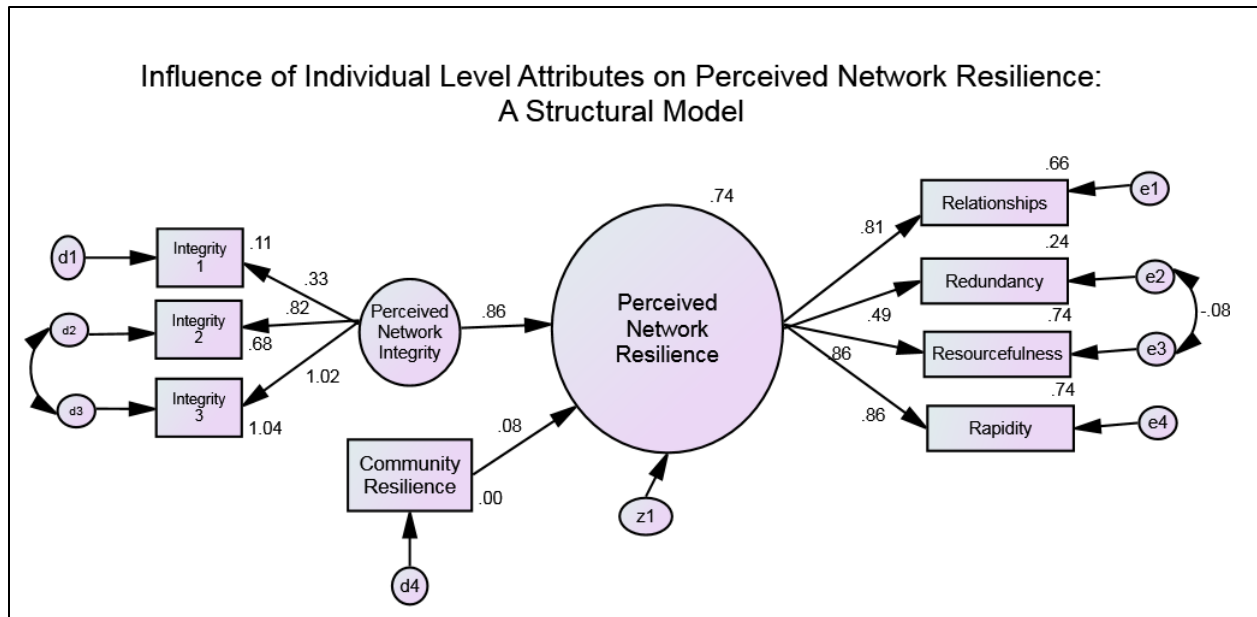 Influence of Individual Level Attributes on Perceived Network Resilience:
A Structural Model
.66
e1
Relationships
.74
.81
.24
d1
Integrity
1
.11
.33
Redundancy
e2
d2
Integrity
2
.82
.68
Perceived
Network
Integrity
.86
Perceived
Network
Resilience
.49
.74
-.08
Resourcefulness
e3
.86
1.02
d3
Integrity
3
1.04
.74
.86
Rapidity
e4
.08
Community
Resilience
.00
z1
d4